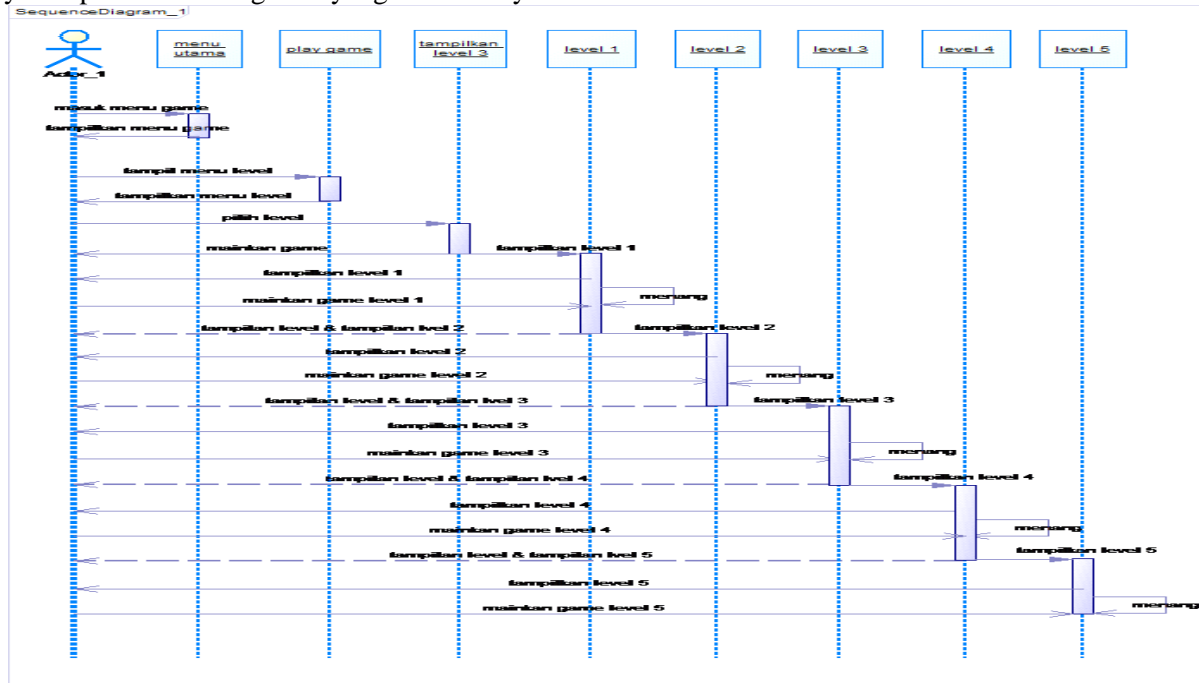 SequenceDiagram_1
Actor_1
menu
utama
play game
tampilkan
level 3
level 1
level 2
level 3
level 4
level 5
masuk menu game
tampilkan menu game
tampil menu level
tampilkan menu level
pilih level
mainkan game
tampilkan level 1
tampilkan level 1
mainkan game level 1
menang
tampilan level & tampilan lvel 2
tampilkan level 2
tampilkan level 2
mainkan game level 2
menang
tampilan level & tampilan lvel 3
tampilkan level 3
tampilkan level 3
mainkan game level 3
menang
tampilan level & tampilan lvel 4
tampilkan level 4
tampilkan level 4
mainkan game level 4
menang
tampilan level & tampilan lvel 5
tampilkan level 5
tampilkan level 5
mainkan game level 5
menang